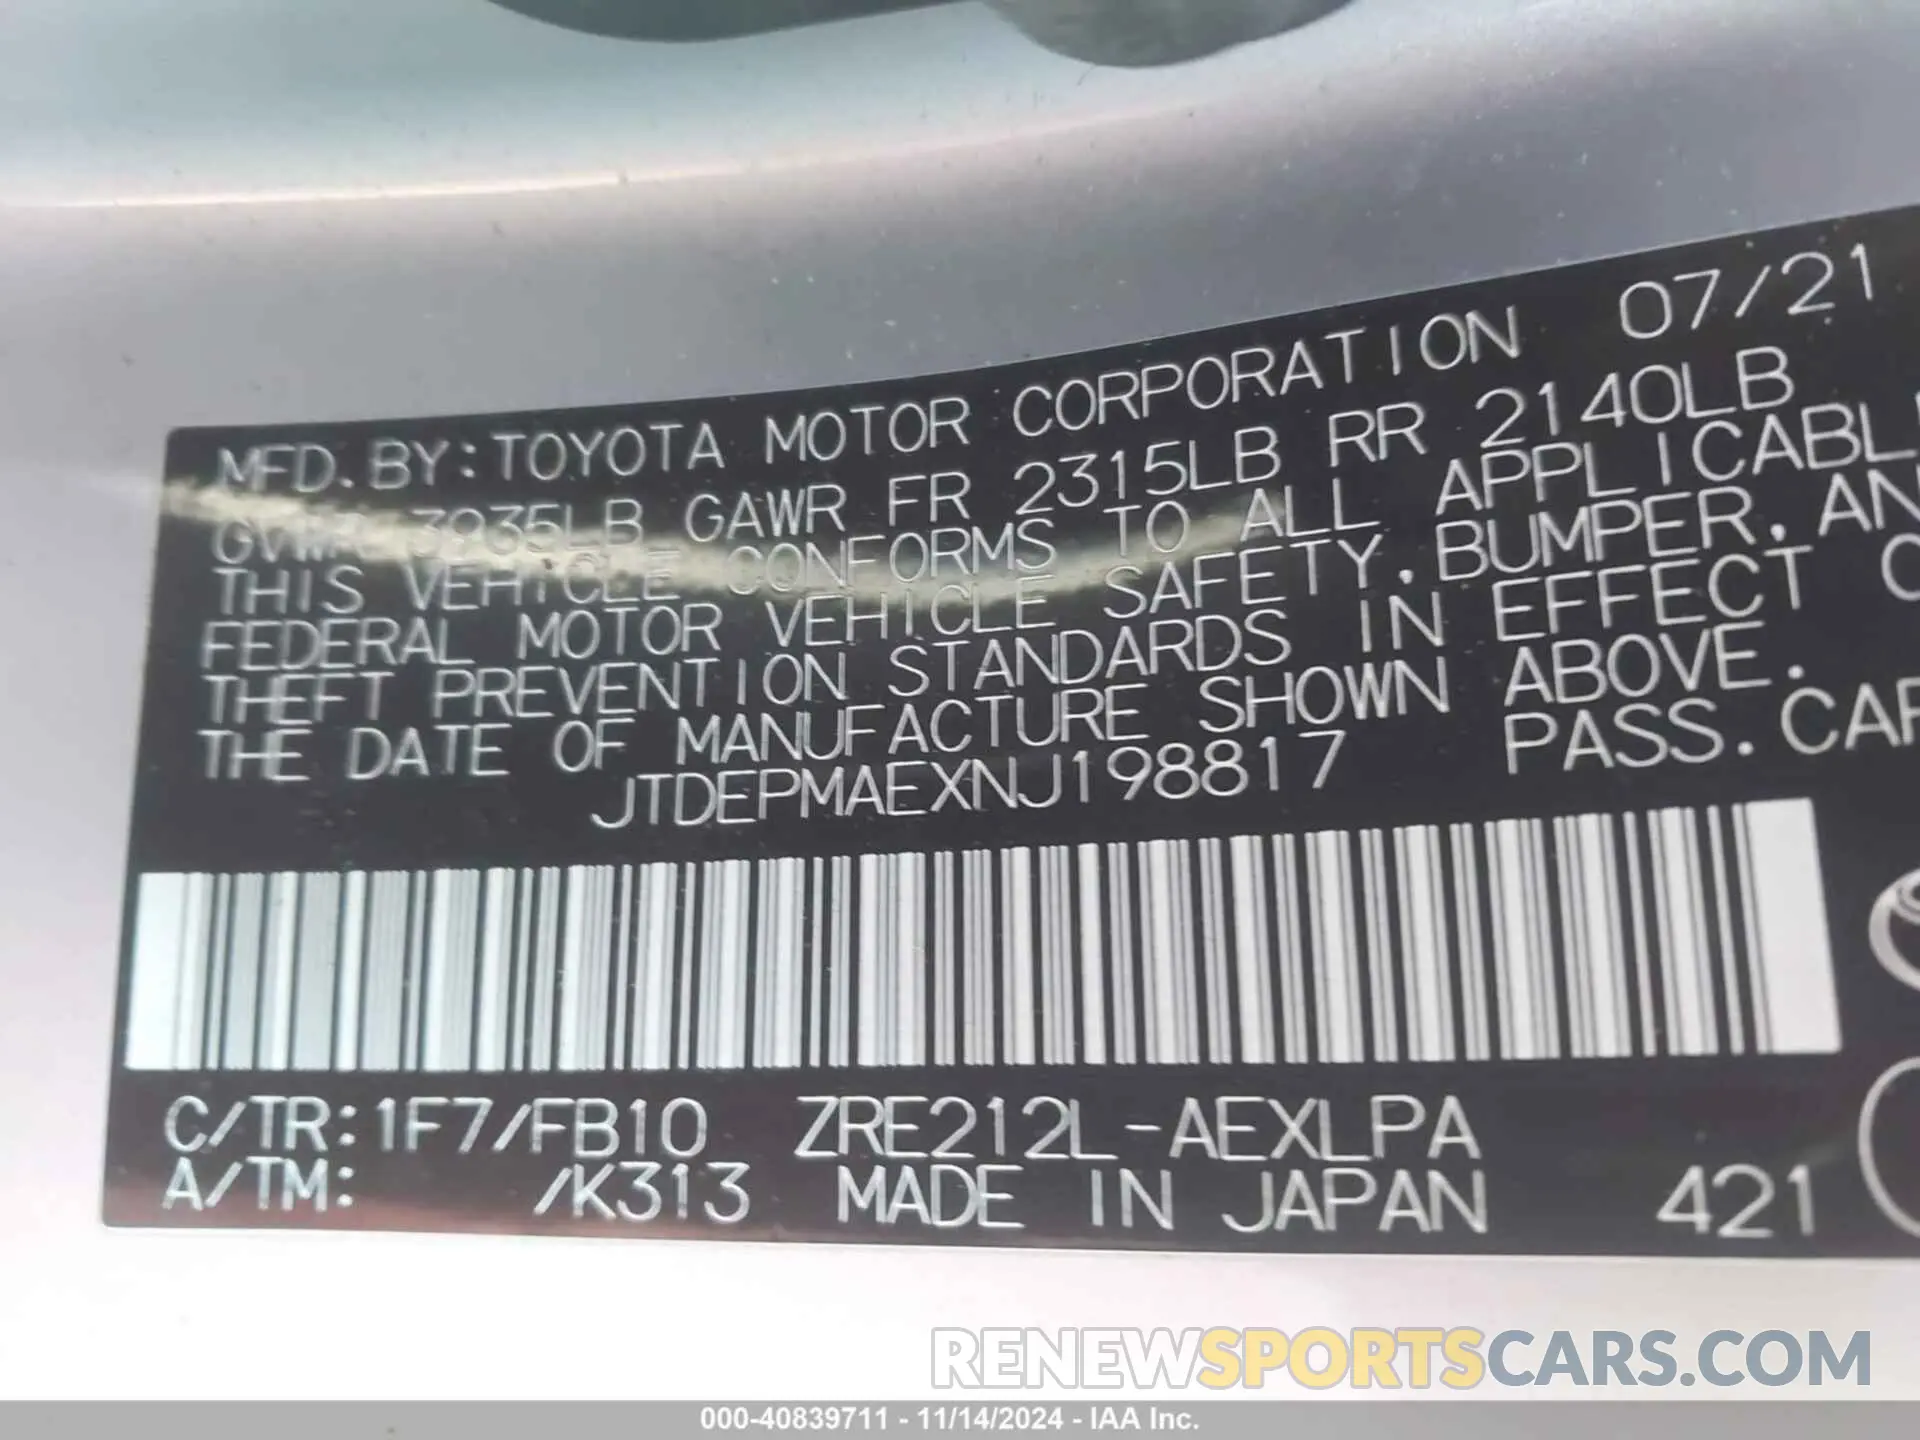 MFD. BY: TOYOTA MOTOR CORPORATION 07/21
GVWR 3935LB GAWR FR 2315LB RR 2140LB
THIS VEHICLE CONFORMS TO ALL APPLICABLE
FEDERAL MOTOR VEHICLE SAFETY, BUMPER, AN
THEFT PREVENTION STANDARDS IN EFFECT O
THE DATE OF MANUFACTURE SHOWN ABOVE.
JTDEPMAEXNJ198817 PASS. CAR
C/TR: 1F7/FB10 ZRE212L-AEXLPA
A/TM: /K313 MADE IN JAPAN 421
RENEWSPORTSCARS.COM
000-40839711 - 11/14/2024 - IAA Inc.